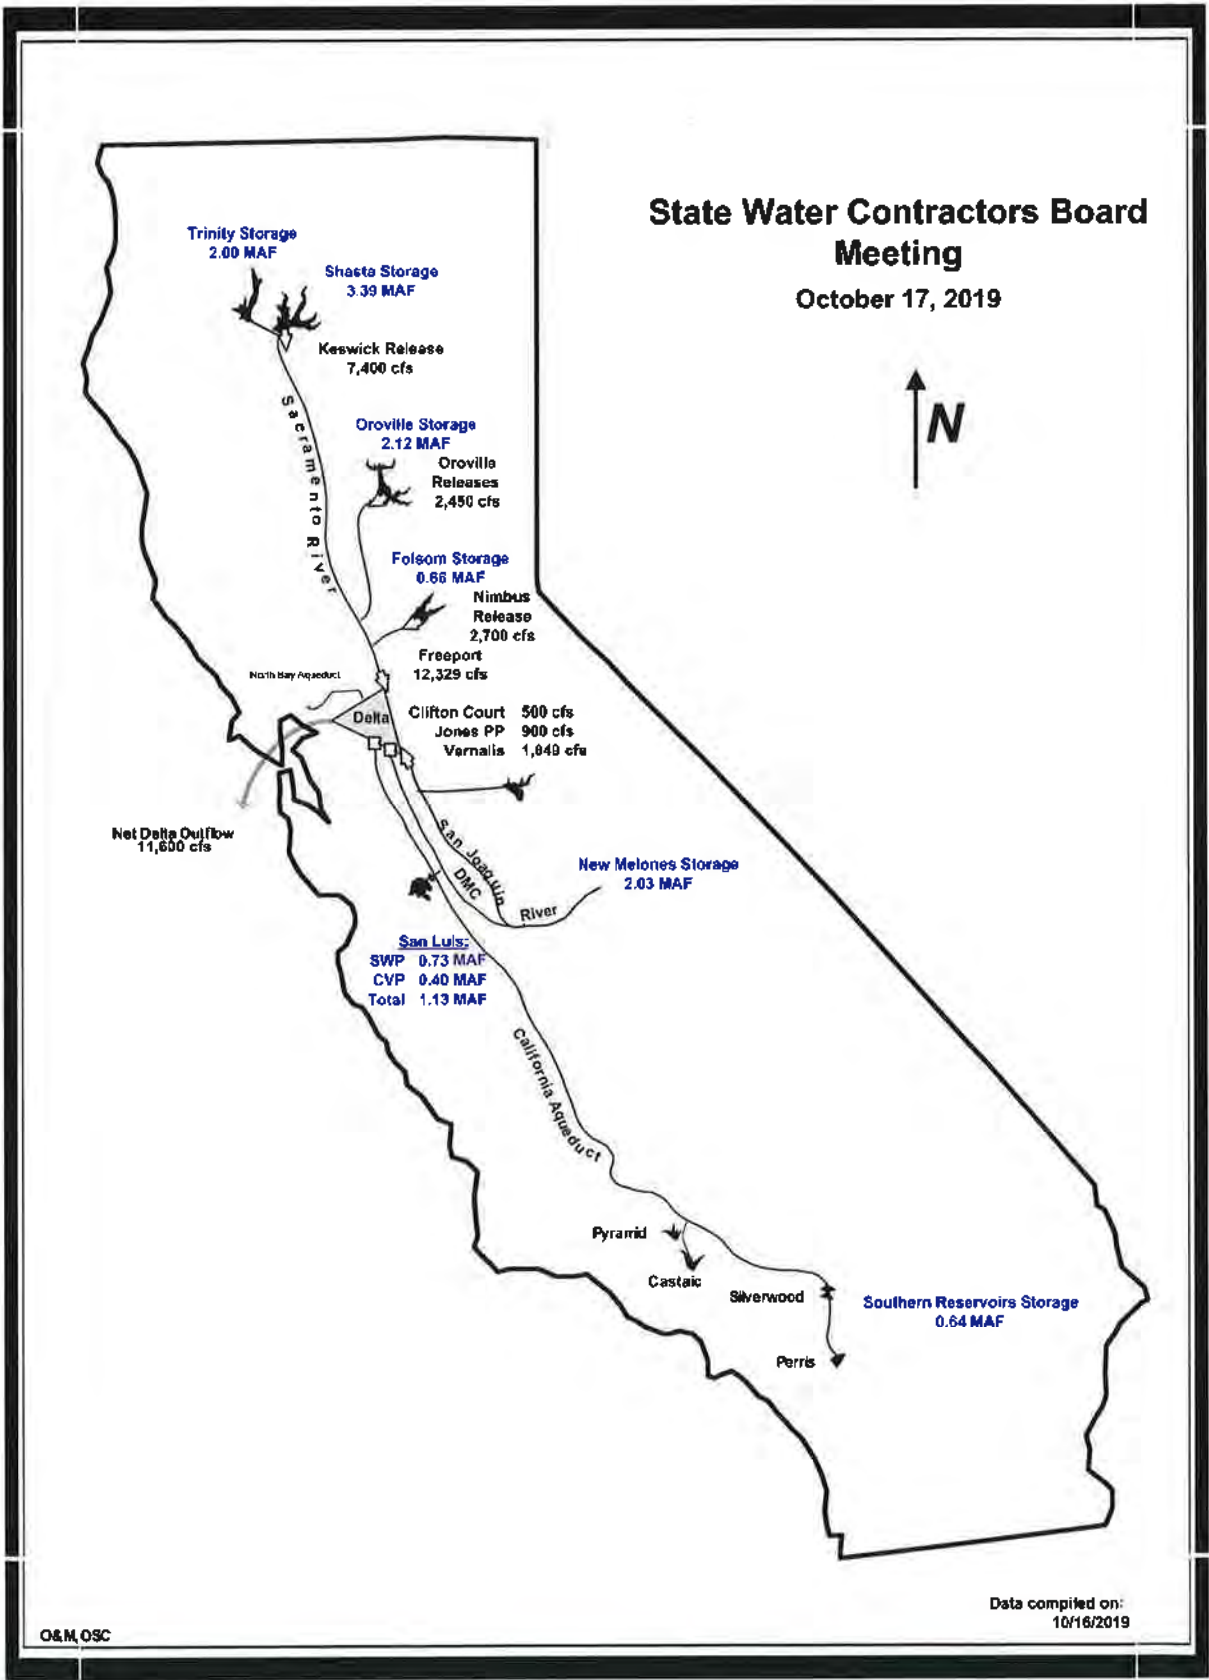 State Water Contractors Board
Meeting
October 17, 2019
N
Trinity Storage
2.00 MAF
Shasta Storage
3.39 MAF
Keswick Release
7,400 cfs
Sacramento River
Oroville Storage
2.12 MAF
Oroville
Releases
2,450 cfs
Folsom Storage
0.66 MAF
Nimbus
Release
2,700 cfs
Freeport
12,329 cfs
North Bay Aqueduct
Delta
Clifton Court 500 cfs
Jones PP 900 cfs
Vernalis 1,849 cfs
Net Delta Outflow
11,600 cfs
San Joaquin
River
DMC
New Melones Storage
2.03 MAF
San Luis:
SWP 0.73 MAF
CVP 0.40 MAF
Total 1.13 MAF
California Aqueduct
Pyramid
Castaic
Silverwood
Southern Reservoirs Storage
0.64 MAF
Perris
Data compiled on:
10/16/2019
O&M, OSC